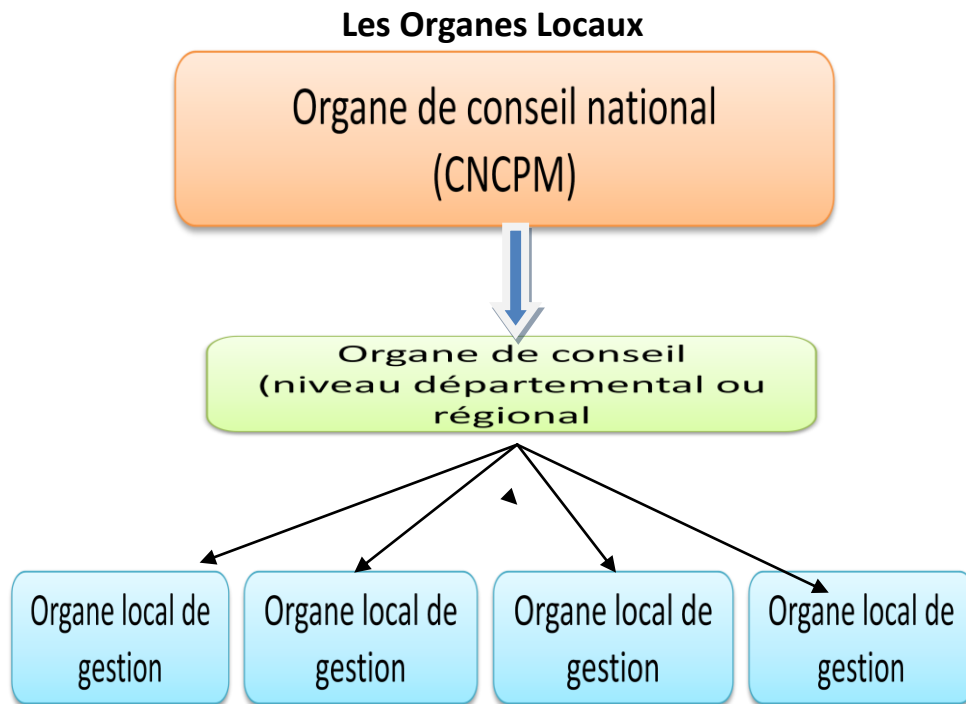 Les Organes Locaux
Organe de conseil national
(CNCPM)
Organe de conseil
(niveau départemental ou
régional
Organe local de
gestion
Organe local de
gestion
Organe local de
gestion
Organe local de
gestion